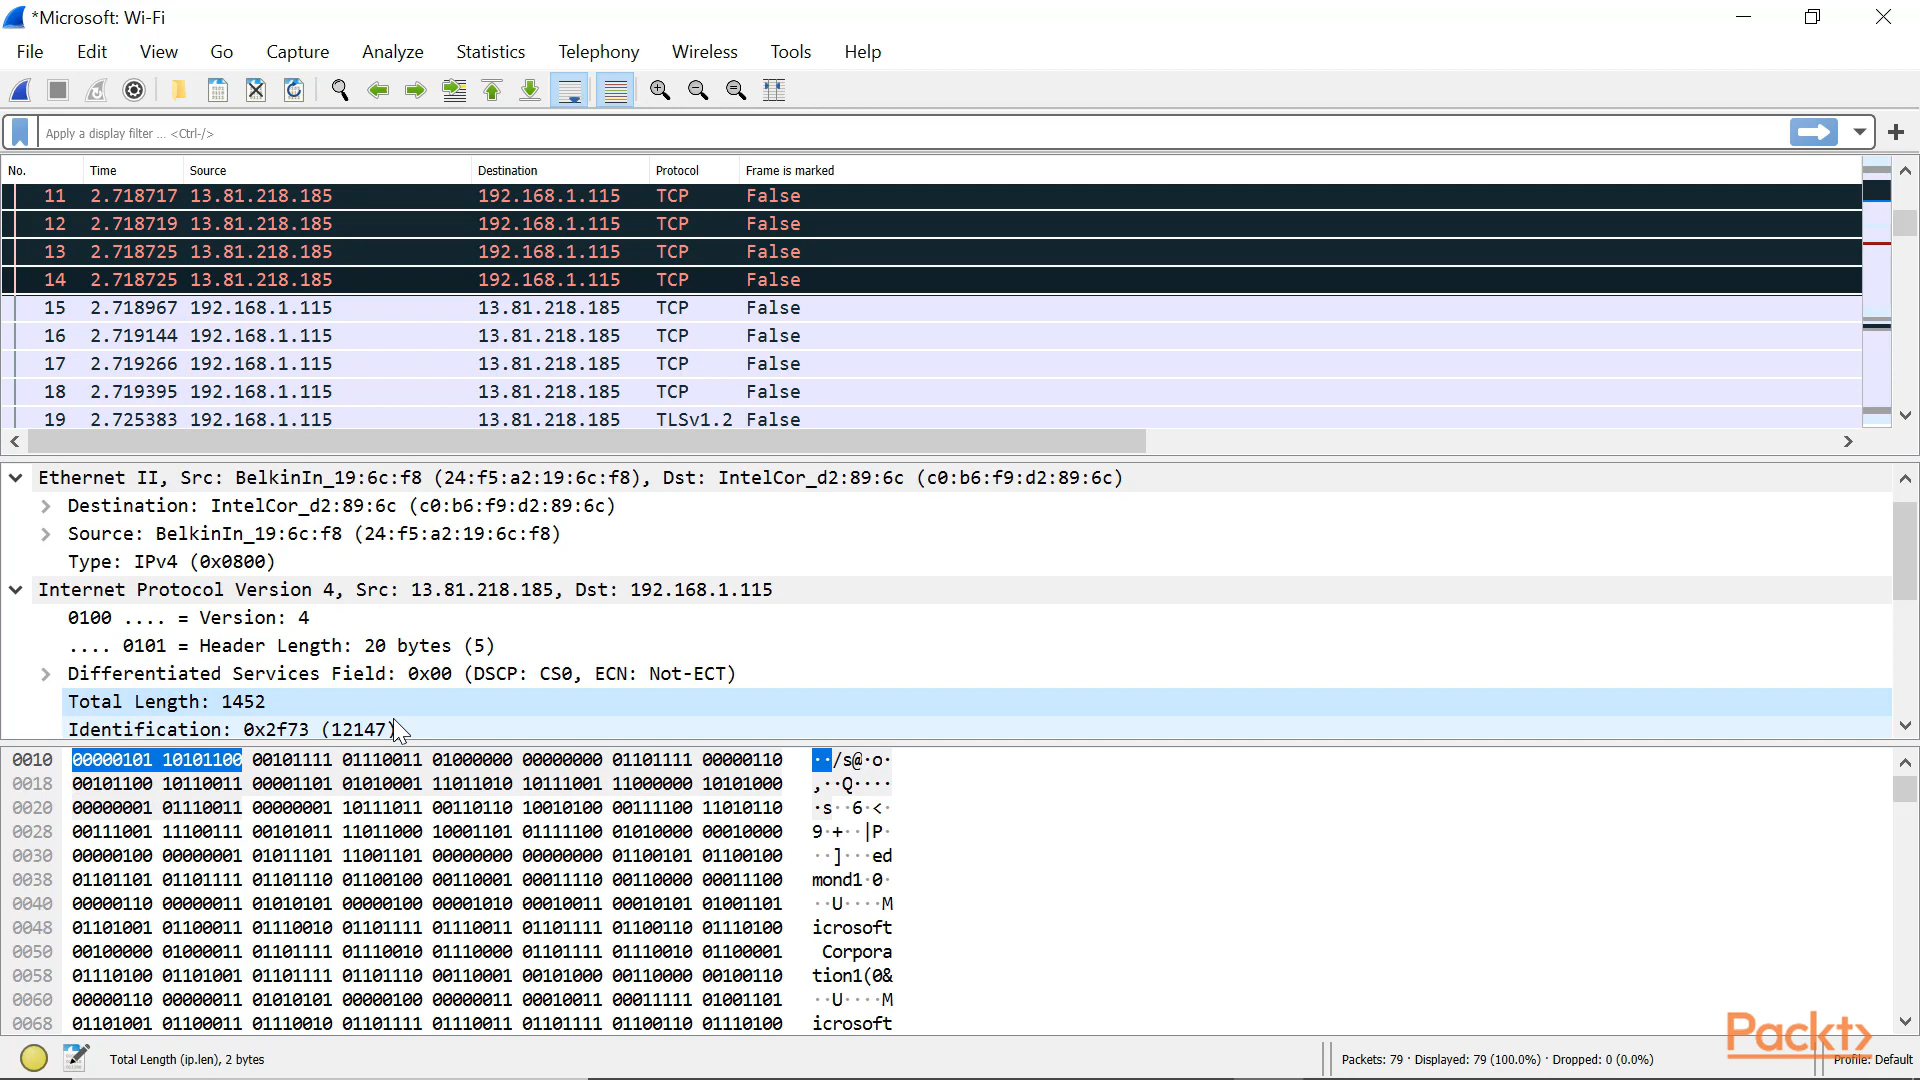 *Microsoft: Wi-Fi
File Edit View Go Capture Analyze Statistics Telephony Wireless Tools Help
Apply a display filter ... <Ctrl-/>
No. Time Source Destination Protocol Frame is marked
11 2.718717 13.81.218.185 192.168.1.115 TCP False
12 2.718719 13.81.218.185 192.168.1.115 TCP False
13 2.718725 13.81.218.185 192.168.1.115 TCP False
14 2.718725 13.81.218.185 192.168.1.115 TCP False
15 2.718967 192.168.1.115 13.81.218.185 TCP False
16 2.719144 192.168.1.115 13.81.218.185 TCP False
17 2.719266 192.168.1.115 13.81.218.185 TCP False
18 2.719395 192.168.1.115 13.81.218.185 TCP False
19 2.725383 192.168.1.115 13.81.218.185 TLSv1.2 False
Ethernet II, Src: BelkinIn_19:6c:f8 (24:f5:a2:19:6c:f8), Dst: IntelCor_d2:89:6c (c0:b6:f9:d2:89:6c)
Destination: IntelCor_d2:89:6c (c0:b6:f9:d2:89:6c)
Source: BelkinIn_19:6c:f8 (24:f5:a2:19:6c:f8)
Type: IPv4 (0x0800)
Internet Protocol Version 4, Src: 13.81.218.185, Dst: 192.168.1.115
0100 .... = Version: 4
.... 0101 = Header Length: 20 bytes (5)
Differentiated Services Field: 0x00 (DSCP: CS0, ECN: Not-ECT)
Total Length: 1452
Identification: 0x2f73 (12147)
0010 00000101 10101100 00101111 01110011 01000000 00000000 01101111 00000110 ··/s@·o·
0018 00101100 10110011 00001101 01010001 11011010 10111001 11000000 10101000 ,··Q····
0020 00000001 01110011 00000001 10111011 00110110 10010100 00111100 11010110 ·s··6·<·
0028 00111001 11100111 00101011 11011000 10001101 01111100 01010000 00010000 9·+··|P·
0030 00000100 00000001 01011101 11001101 00000000 00000000 01100101 01100100 ··]···ed
0038 01101101 01101111 01101110 01100100 00110001 00011110 00110000 00011100 mond1·0·
0040 00000110 00000011 01010101 00000100 00001010 00010011 00010101 01001101 ··U····M
0048 01101001 01100011 01110010 01101111 01110011 01101111 01100110 01110100 icrosoft
0050 00100000 01000011 01101111 01110010 01110000 01101111 01110010 01100001 Corpora
0058 01110100 01101001 01101111 01101110 00110001 00101000 00110000 00100110 tion1(0&
0060 00000110 00000011 01010101 00000100 00000011 00010011 00011111 01001101 ··U····M
0068 01101001 01100011 01110010 01101111 01110011 01101111 01100110 01110100 icrosoft
Packt>
Total Length (ip.len), 2 bytes Packets: 79 · Displayed: 79 (100.0%) · Dropped: 0 (0.0%) Profile: Default